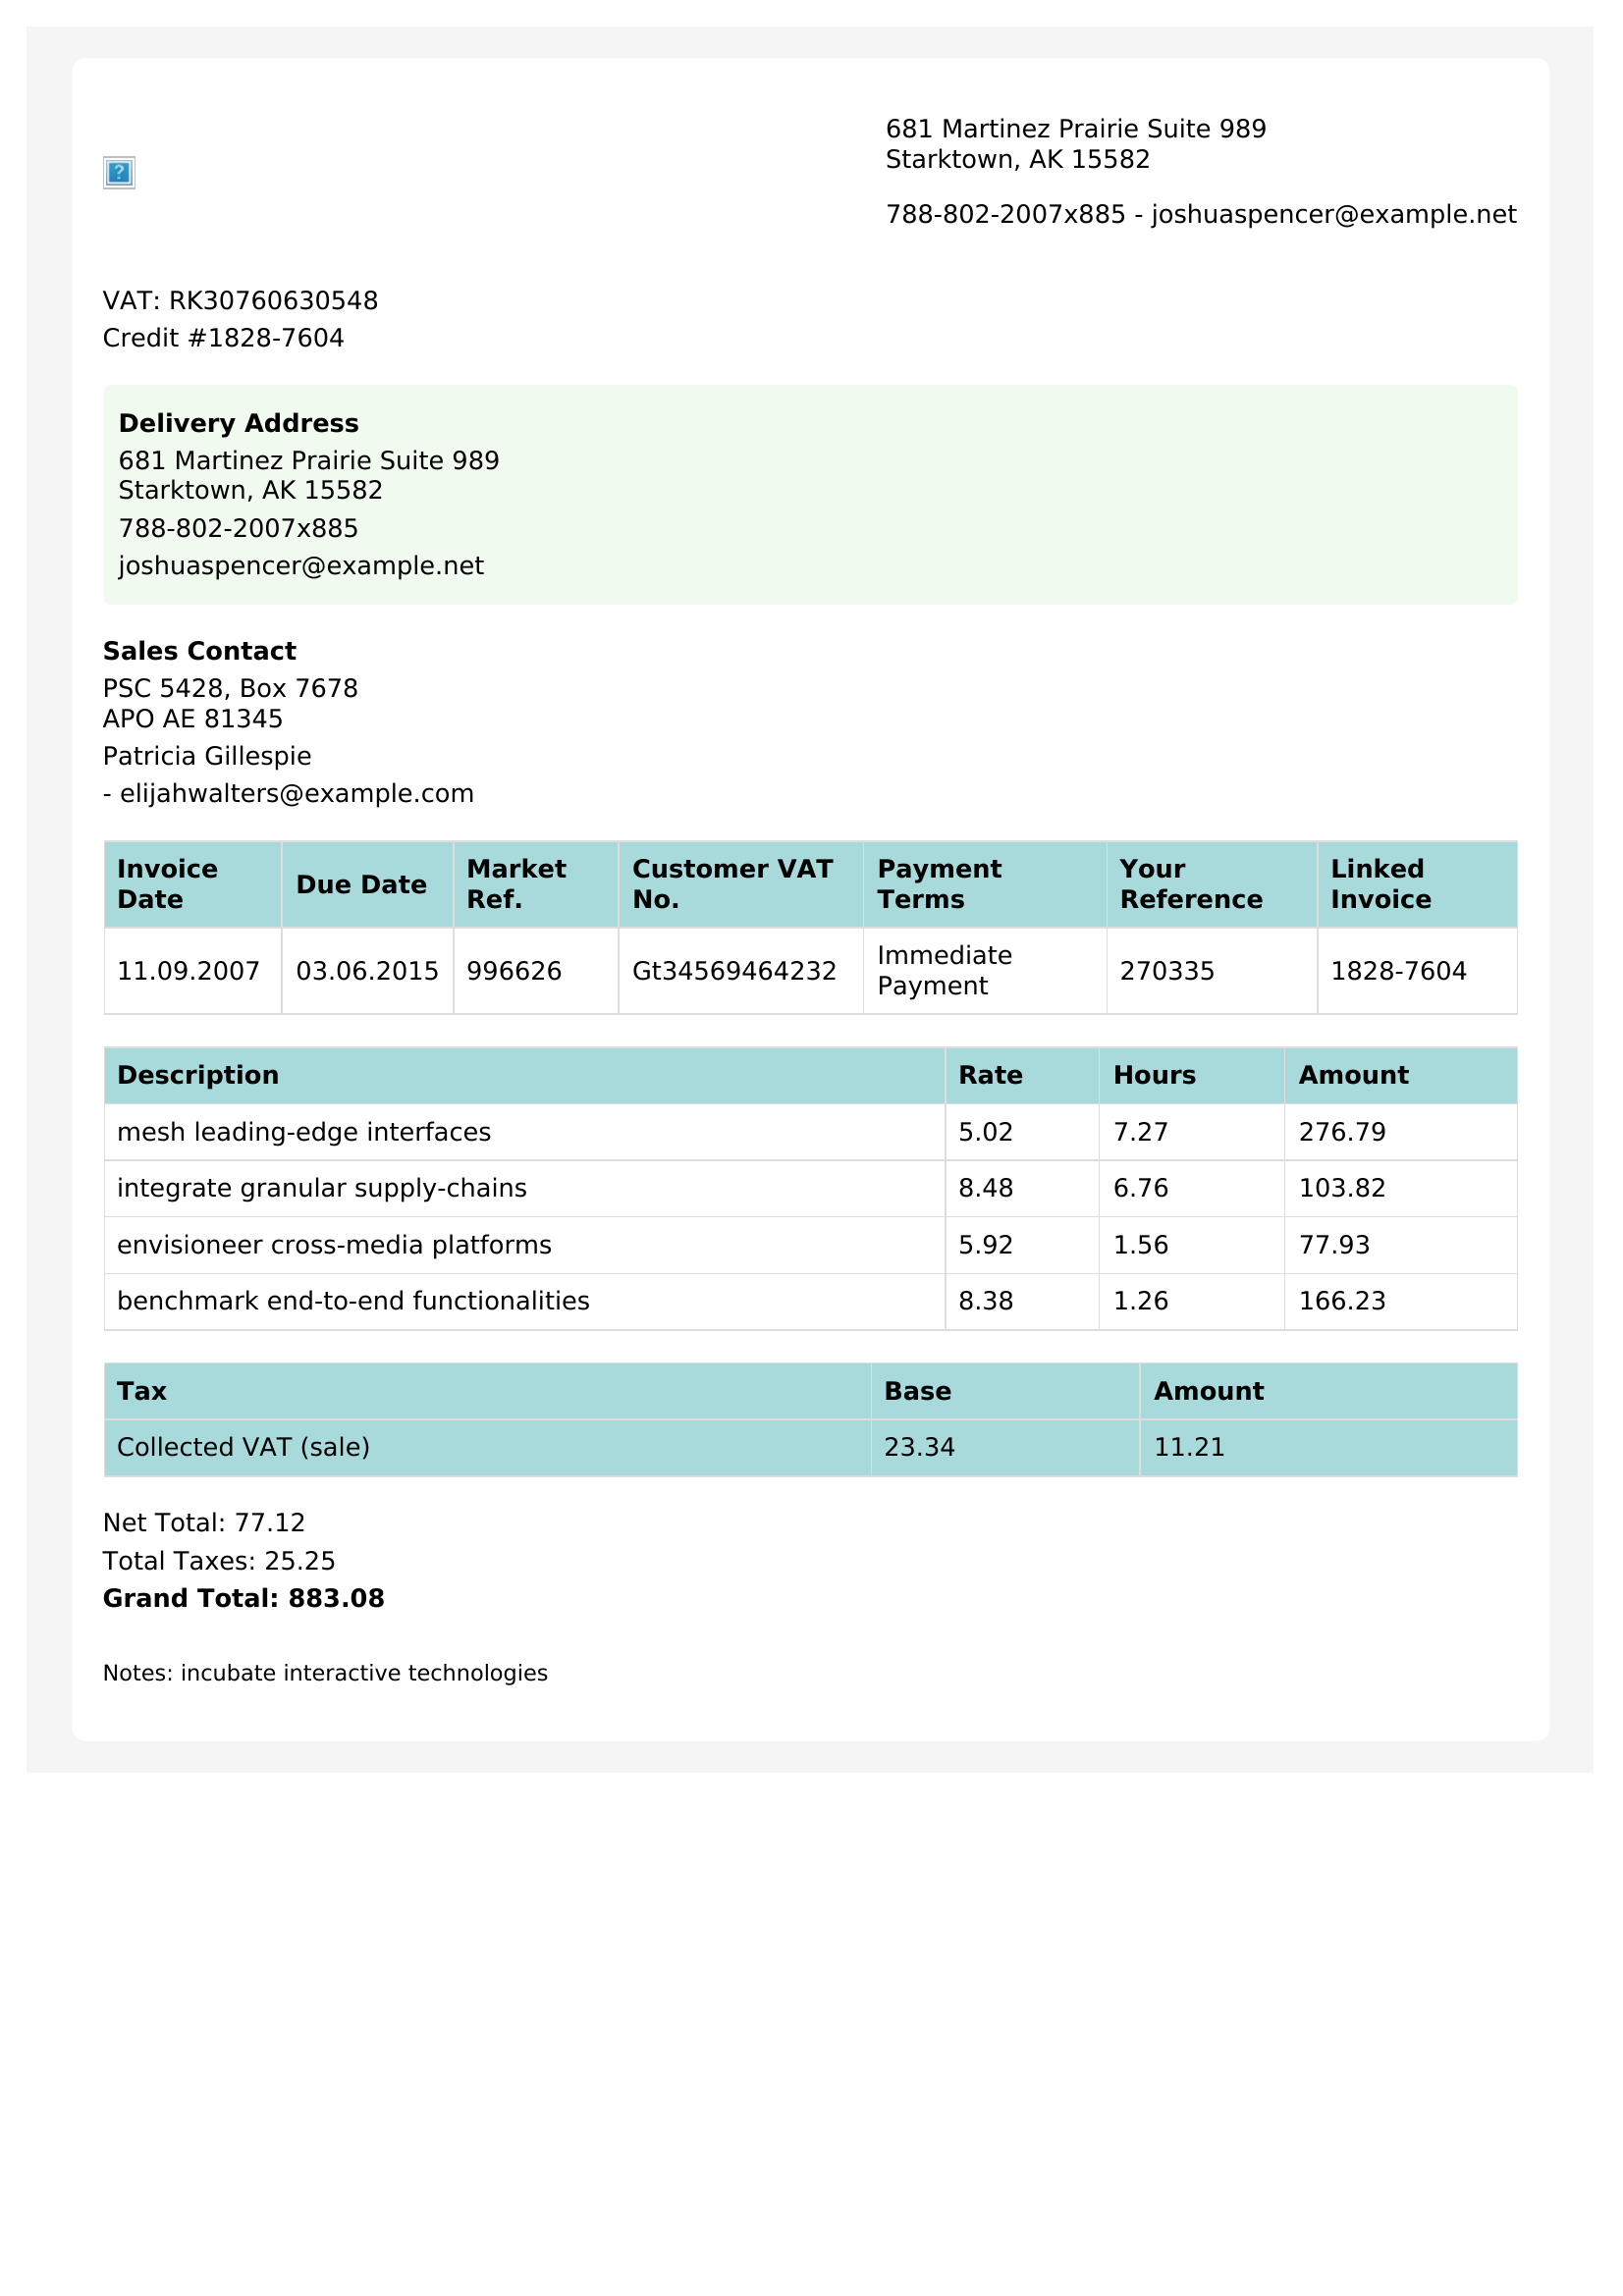 681 Martinez Prairie Suite 989
Starktown, AK 15582
788-802-2007x885 - joshuaspencer@example.net
VAT: RK30760630548
Credit #1828-7604
Delivery Address
681 Martinez Prairie Suite 989
Starktown, AK 15582
788-802-2007x885
joshuaspencer@example.net
Sales Contact
PSC 5428, Box 7678
APO AE 81345
Patricia Gillespie
- elijahwalters@example.com
Invoice Date Due Date Market Ref. Customer VAT No. Payment Terms Your Reference Linked Invoice
11.09.2007 03.06.2015 996626 Gt34569464232 Immediate Payment 270335 1828-7604
Description Rate Hours Amount
mesh leading-edge interfaces 5.02 7.27 276.79
integrate granular supply-chains 8.48 6.76 103.82
envisioneer cross-media platforms 5.92 1.56 77.93
benchmark end-to-end functionalities 8.38 1.26 166.23
Tax Base Amount
Collected VAT (sale) 23.34 11.21
Net Total: 77.12
Total Taxes: 25.25
Grand Total: 883.08
Notes: incubate interactive technologies